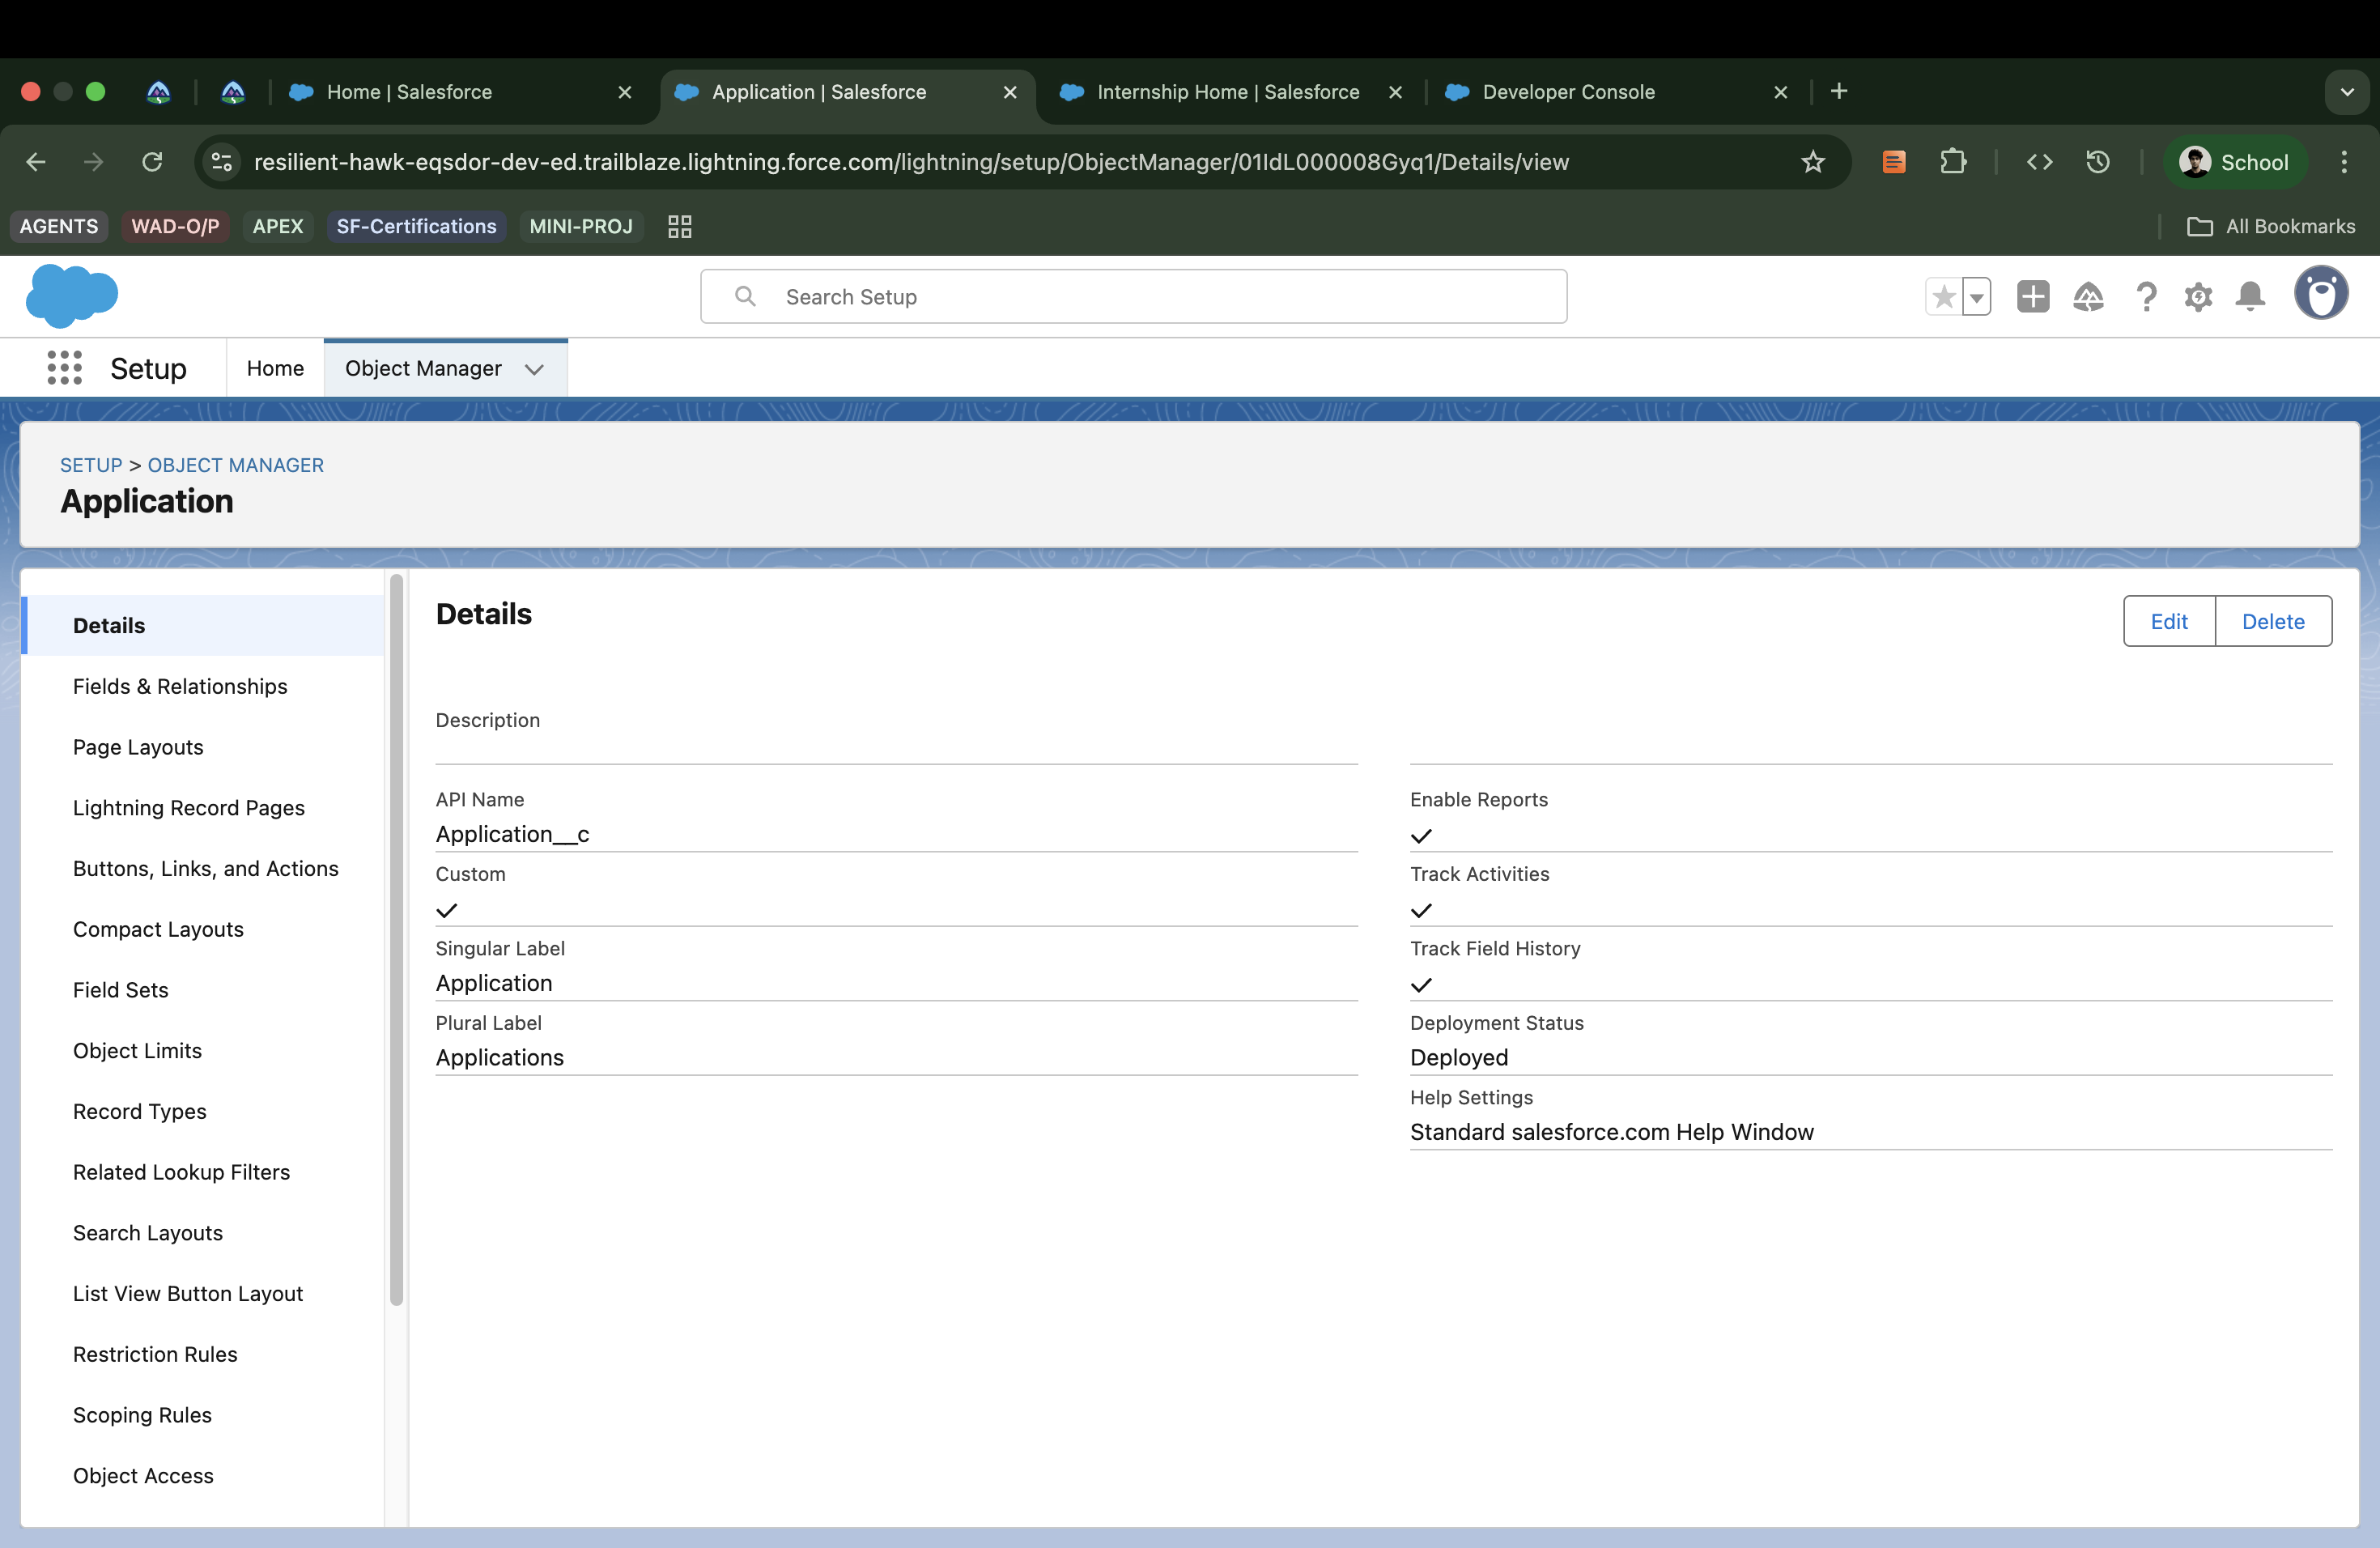 Home | Salesforce
Application | Salesforce
Internship Home | Salesforce
Developer Console
resilient-hawk-eqsdor-dev-ed.trailblaze.lightning.force.com/lightning/setup/ObjectManager/01IdL000008Gyq1/Details/view
School
AGENTS
WAD-O/P
APEX
SF-Certifications
MINI-PROJ
All Bookmarks
Search Setup
Setup
Home
Object Manager
SETUP > OBJECT MANAGER
Application
Details
Fields & Relationships
Page Layouts
Lightning Record Pages
Buttons, Links, and Actions
Compact Layouts
Field Sets
Object Limits
Record Types
Related Lookup Filters
Search Layouts
List View Button Layout
Restriction Rules
Scoping Rules
Object Access
Details
Edit
Delete
Description
API Name
Application__c
Custom
Singular Label
Application
Plural Label
Applications
Enable Reports
Track Activities
Track Field History
Deployment Status
Deployed
Help Settings
Standard salesforce.com Help Window